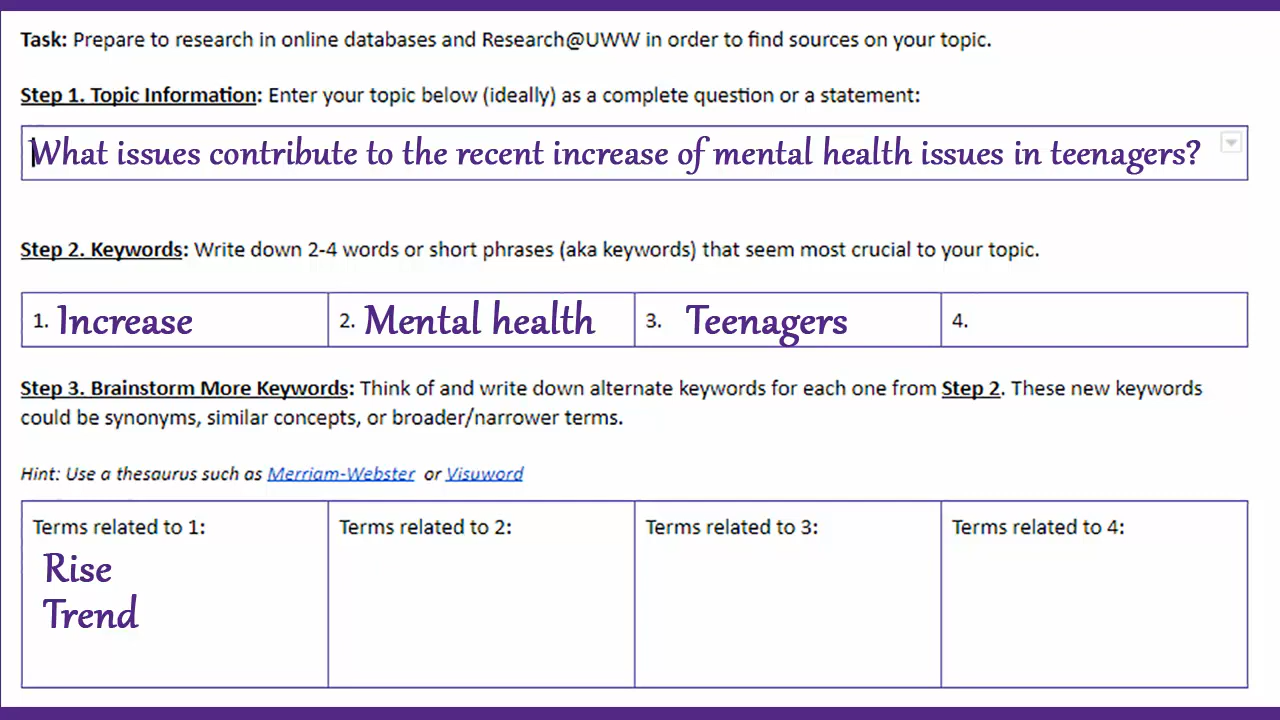 Task: Prepare to research in online databases and Research@UWW in order to find sources on your topic.
Step 1. Topic Information: Enter your topic below (ideally) as a complete question or a statement:
What issues contribute to the recent increase of mental health issues in teenagers?
Step 2. Keywords: Write down 2-4 words or short phrases (aka keywords) that seem most crucial to your topic.
1. Increase 2. Mental health 3. Teenagers 4.
Step 3. Brainstorm More Keywords: Think of and write down alternate keywords for each one from Step 2. These new keywords
could be synonyms, similar concepts, or broader/narrower terms.
Hint: Use a thesaurus such as Merriam-Webster or Visuword
Terms related to 1: Terms related to 2: Terms related to 3: Terms related to 4:
Rise
Trend